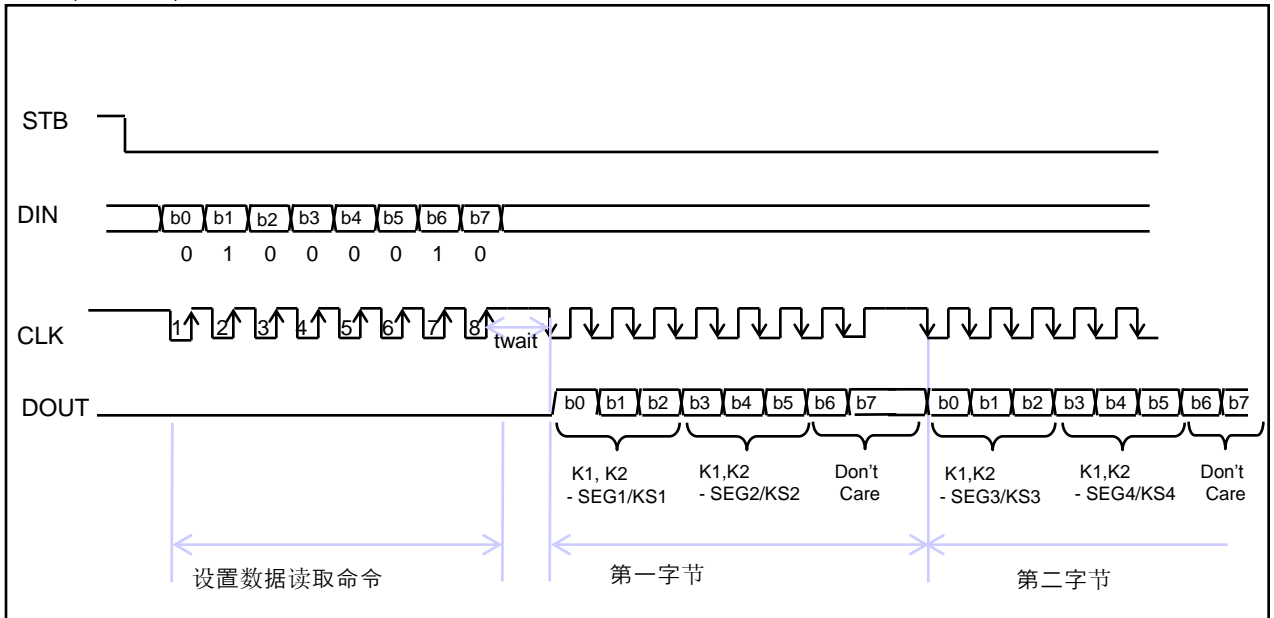 STB
DIN
b0 b1 b2 b3 b4 b5 b6 b7
0 1 0 0 0 0 1 0
CLK
1 2 3 4 5 6 7 8
twait
DOUT
b0 b1 b2 b3 b4 b5 b6 b7 b0 b1 b2 b3 b4 b5 b6 b7
K1, K2
- SEG1/KS1
K1,K2
- SEG2/KS2
Don't
Care
K1,K2
- SEG3/KS3
K1,K2
- SEG4/KS4
Don't
Care
设置数据读取命令
第一字节
第二字节